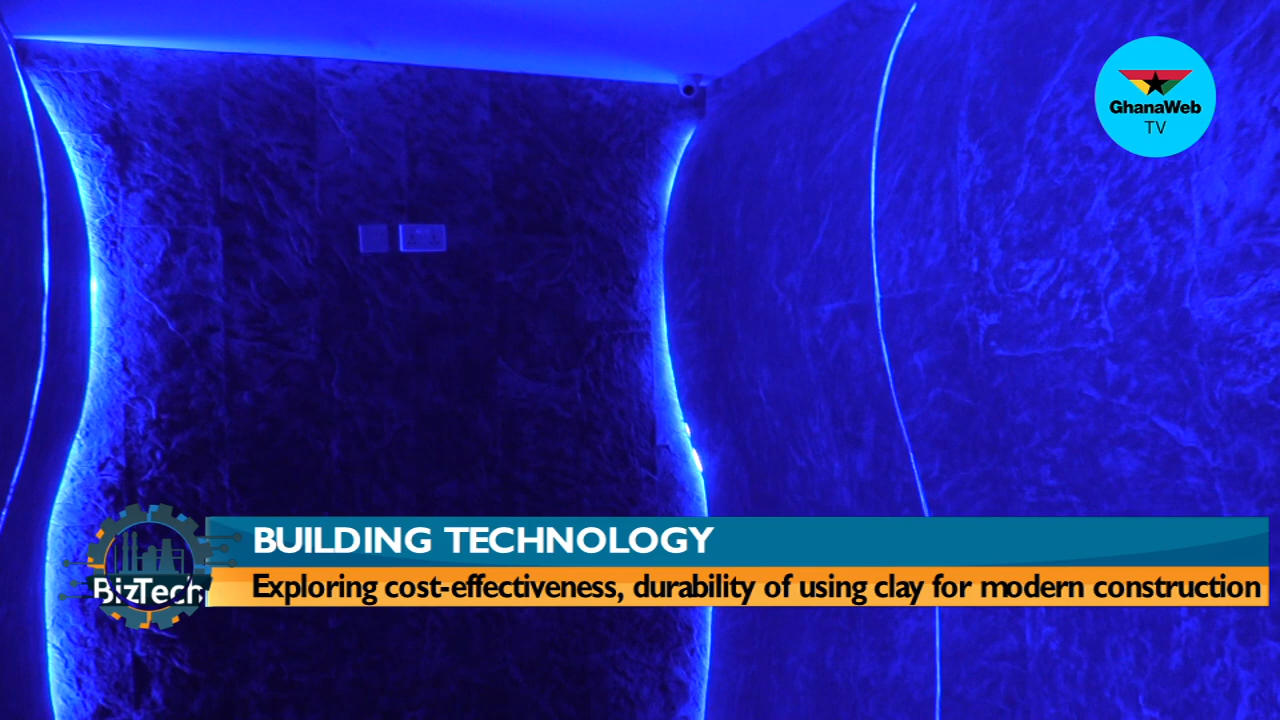 GhanaWeb
TV
BUILDING TECHNOLOGY
BizTech
Exploring cost-effectiveness, durability of using clay for modern construction